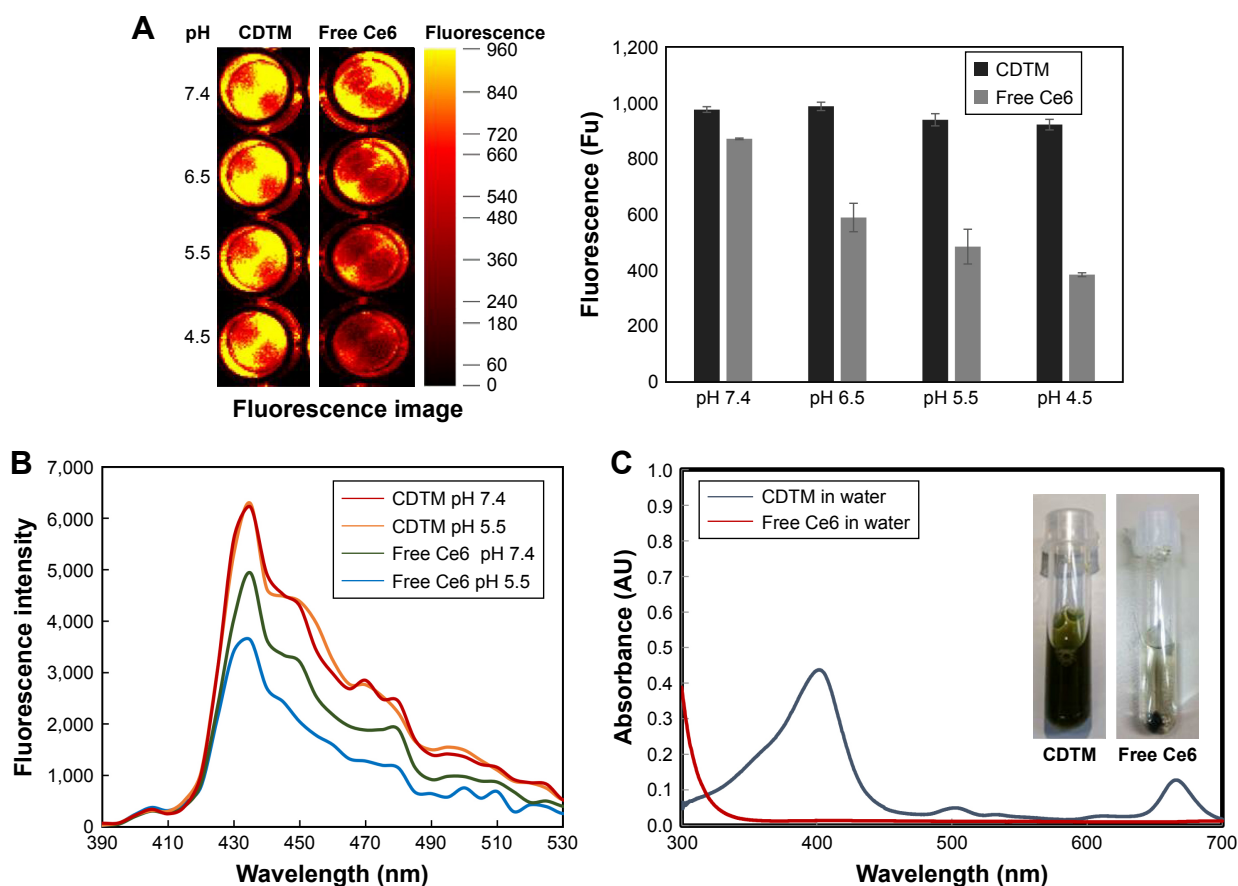 A
pH CDTM Free Ce6 Fluorescence
7.4
6.5
5.5
4.5
960
840
720
660
540
480
360
240
180
60
0
Fluorescence image
Fluorescence (Fu)
1,200
1,000
800
600
400
200
0
CDTM
Free Ce6
pH 7.4 pH 6.5 pH 5.5 pH 4.5
B
Fluorescence intensity
7,000
6,000
5,000
4,000
3,000
2,000
1,000
0
CDTM pH 7.4
CDTM pH 5.5
Free Ce6 pH 7.4
Free Ce6 pH 5.5
390 410 430 450 470 490 510 530
Wavelength (nm)
C
Absorbance (AU)
1.0
0.9
0.8
0.7
0.6
0.5
0.4
0.3
0.2
0.1
0.0
CDTM in water
Free Ce6 in water
CDTM Free Ce6
300 400 500 600 700
Wavelength (nm)